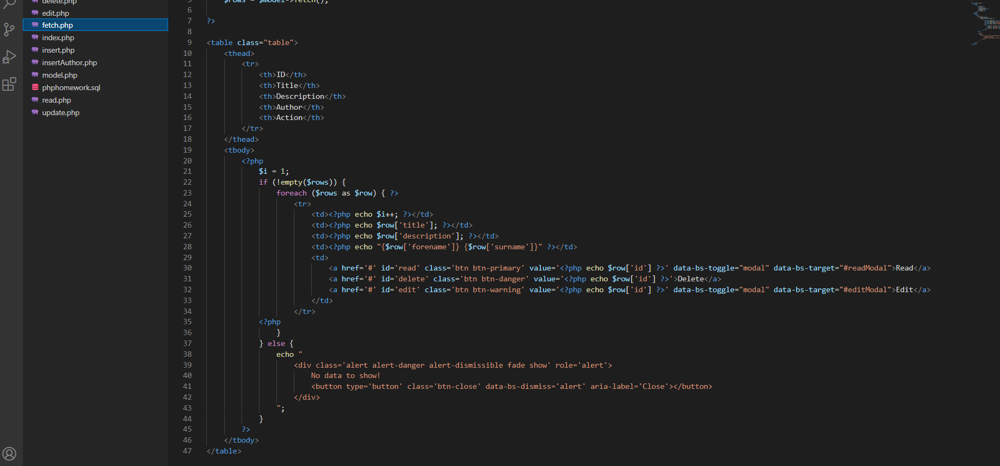 delete.php
edit.php
fetch.php
index.php
insert.php
insertAuthor.php
model.php
phphomework.sql
read.php
update.php
5 $rows = $model->fetch();
6
7 ?>
8
9 <table class="table">
10 <thead>
11 <tr>
12 <th>ID</th>
13 <th>Title</th>
14 <th>Description</th>
15 <th>Author</th>
16 <th>Action</th>
17 </tr>
18 </thead>
19 <tbody>
20 <?php
21 $i = 1;
22 if (!empty($rows)) {
23 foreach ($rows as $row) { ?>
24 <tr>
25 <td><?php echo $i++; ?></td>
26 <td><?php echo $row['title']; ?></td>
27 <td><?php echo $row['description']; ?></td>
28 <td><?php echo "{$row['forename']} {$row['surname']}" ?></td>
29 <td>
30 <a href='#' id='read' class='btn btn-primary' value='<?php echo $row['id'] ?>' data-bs-toggle="modal" data-bs-target="#readModal">Read</a>
31 <a href='#' id='delete' class='btn btn-danger' value='<?php echo $row['id'] ?>'>Delete</a>
32 <a href='#' id='edit' class='btn btn-warning' value='<?php echo $row['id'] ?>' data-bs-toggle="modal" data-bs-target="#editModal">Edit</a>
33 </td>
34 </tr>
35 <?php
36 }
37 } else {
38 echo "
39 <div class='alert alert-danger alert-dismissible fade show' role='alert'>
40 No data to show!
41 <button type='button' class='btn-close' data-bs-dismiss='alert' aria-label='Close'></button>
42 </div>
43 ";
44 }
45 ?>
46 </tbody>
47 </table>